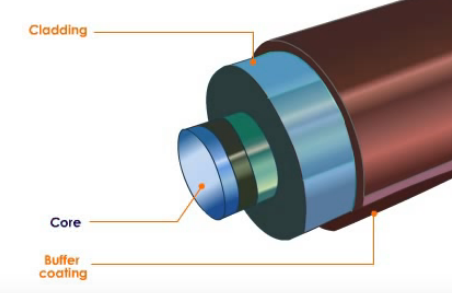 Cladding
Core
Buffer
coating